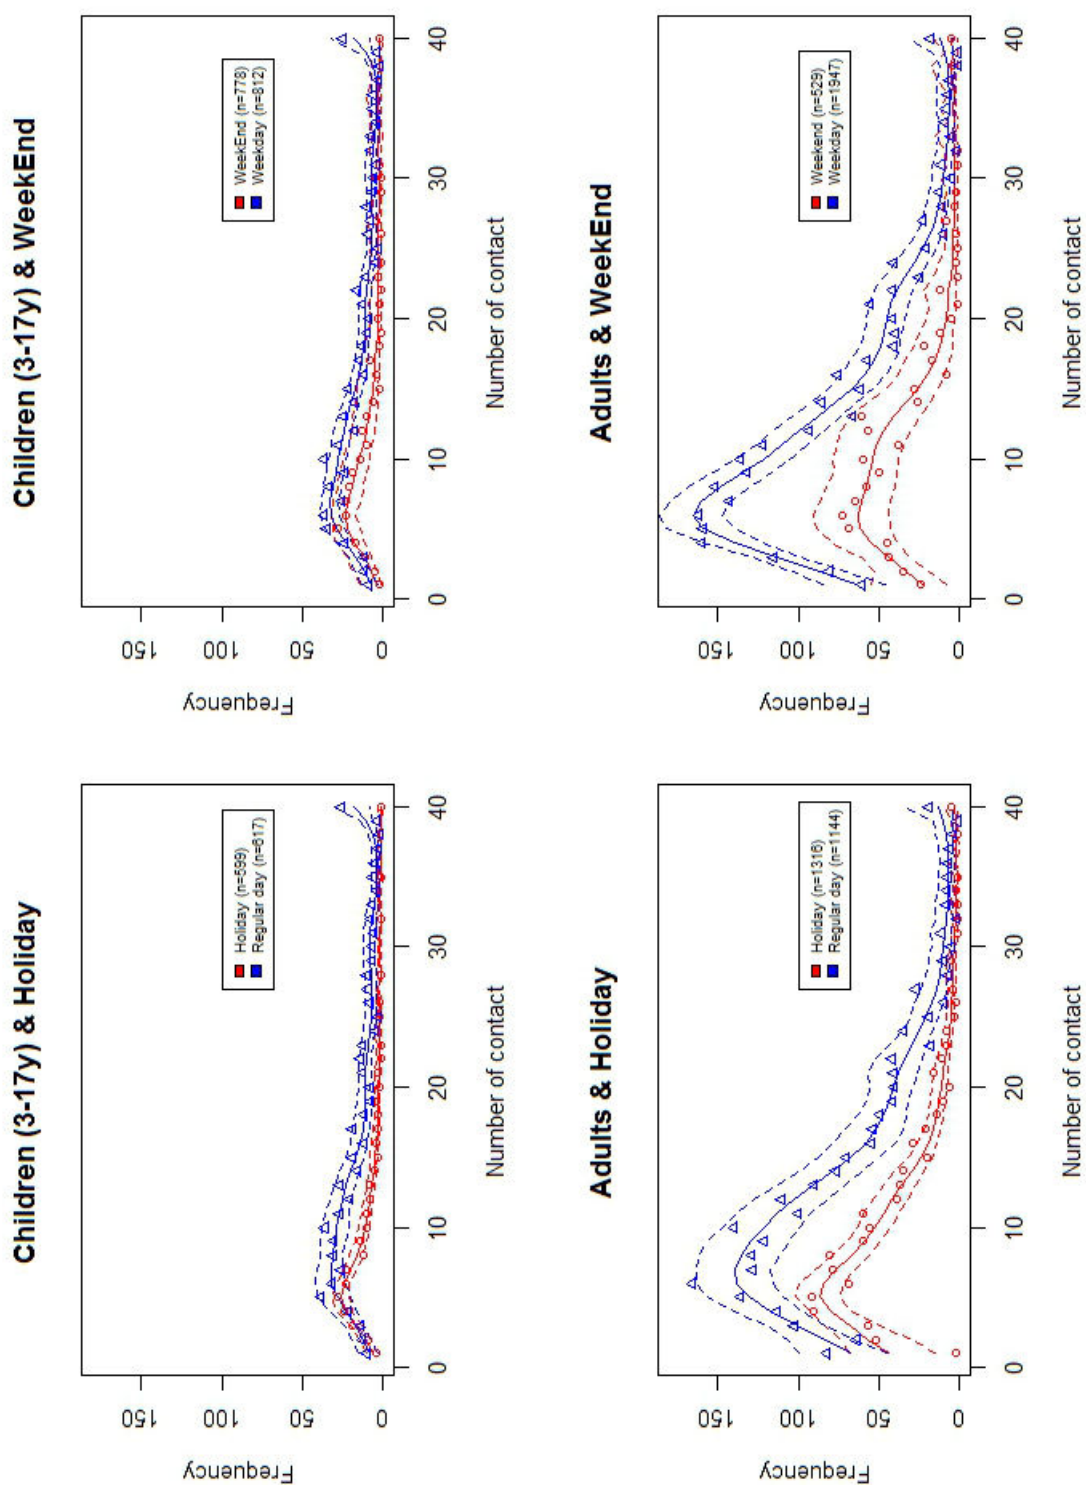 Children (3-17y) & Holiday
Frequency
150
100
50
0
Holiday (n=599)
Regular day (n=617)
0 10 20 30 40
Number of contact
Children (3-17y) & WeekEnd
Frequency
150
100
50
0
WeekEnd (n=778)
Weekday (n=812)
0 10 20 30 40
Number of contact
Adults & Holiday
Frequency
150
100
50
0
Holiday (n=1316)
Regular day (n=1144)
0 10 20 30 40
Number of contact
Adults & WeekEnd
Frequency
150
100
50
0
Weekend (n=529)
Weekday (n=1947)
0 10 20 30 40
Number of contact